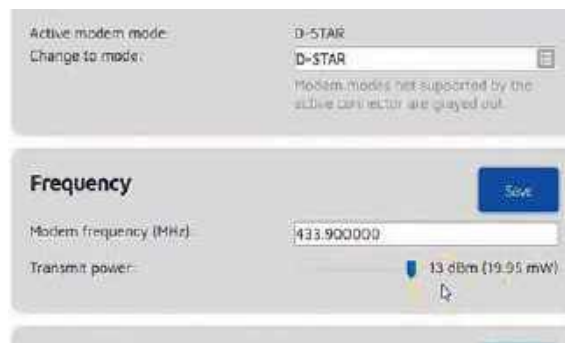 Active modem mode: D-STAR
Change to mode: D-STAR
Modem modes not supported by the
active connector are grayed out.
Frequency Save
Modem frequency (MHz): 433.900000
Transmit power: 13 dBm (19.95 mW)